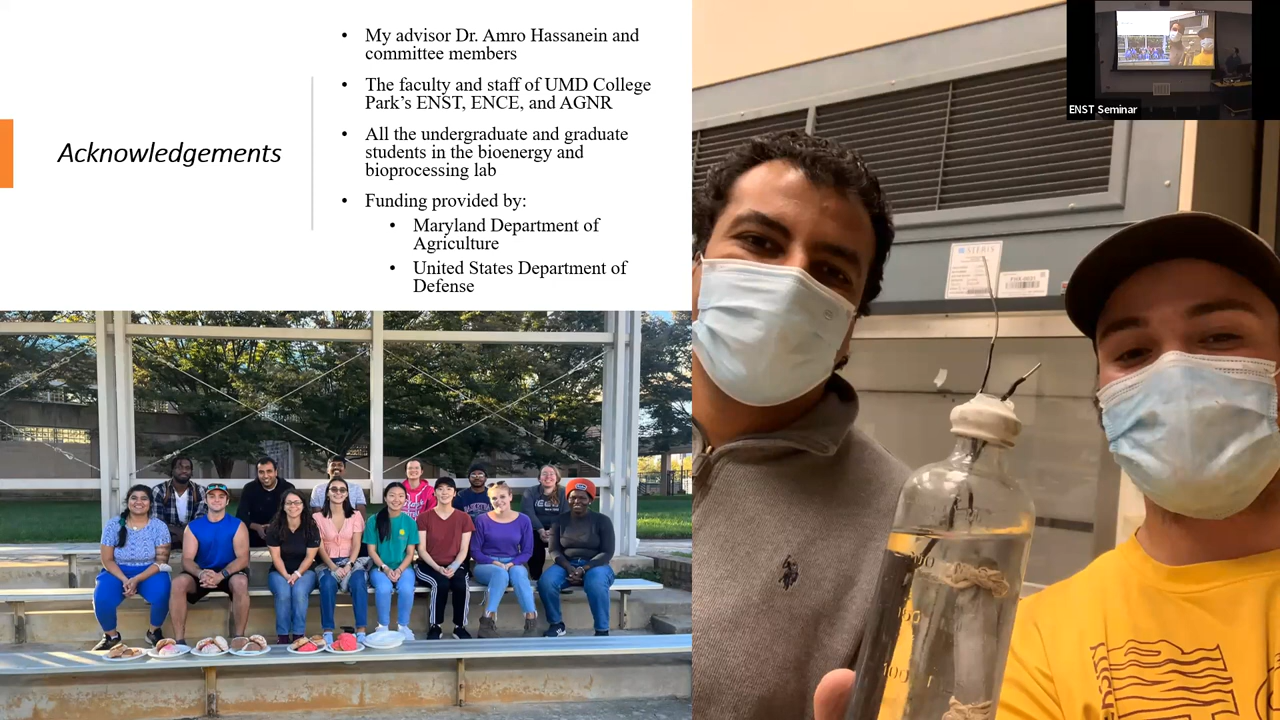 Acknowledgements
• My advisor Dr. Amro Hassanein and
committee members
• The faculty and staff of UMD College
Park's ENST, ENCE, and AGNR
• All the undergraduate and graduate
students in the bioenergy and
bioprocessing lab
• Funding provided by:
• Maryland Department of
Agriculture
• United States Department of
Defense
ENST Seminar
STERIS